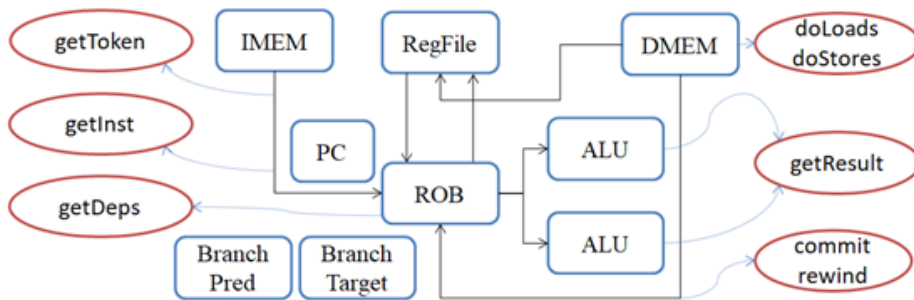 getToken
IMEM
RegFile
DMEM
doLoads
doStores
getInst
PC
ALU
getResult
getDeps
ROB
ALU
Branch
Pred
Branch
Target
commit
rewind